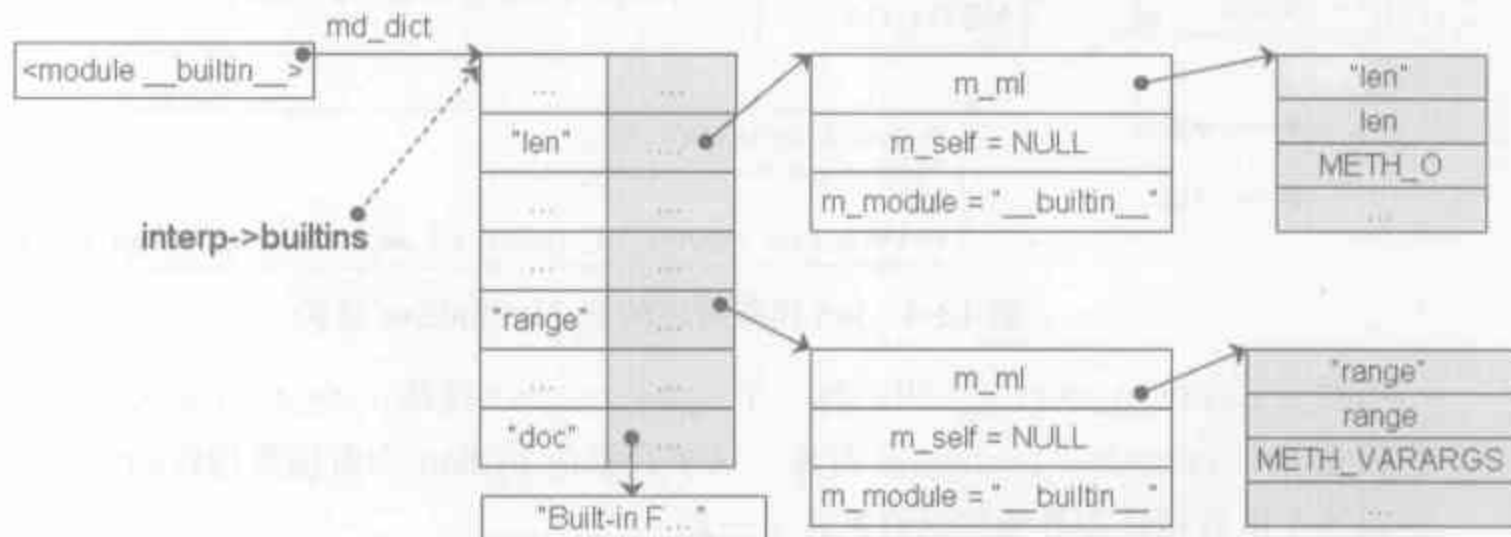 md_dict
<module __builtin__>
interp->builtins
... ...
"len" ....
... ...
... ....
"range" ....
... ....
"doc" ....
"Built-in F..."
m_ml
m_self = NULL
m_module = "__builtin__"
"len"
len
METH_O
...
m_ml
m_self = NULL
m_module = "__builtin__"
"range"
range
METH_VARARGS
...